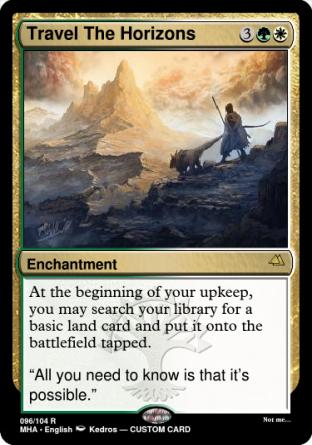 Travel The Horizons 3
Enchantment
At the beginning of your upkeep,
you may search your library for a
basic land card and put it onto the
battlefield tapped.
“All you need to know is that it’s
possible.”
096/104 R
MHA • English Kedros — CUSTOM CARD
Not me...